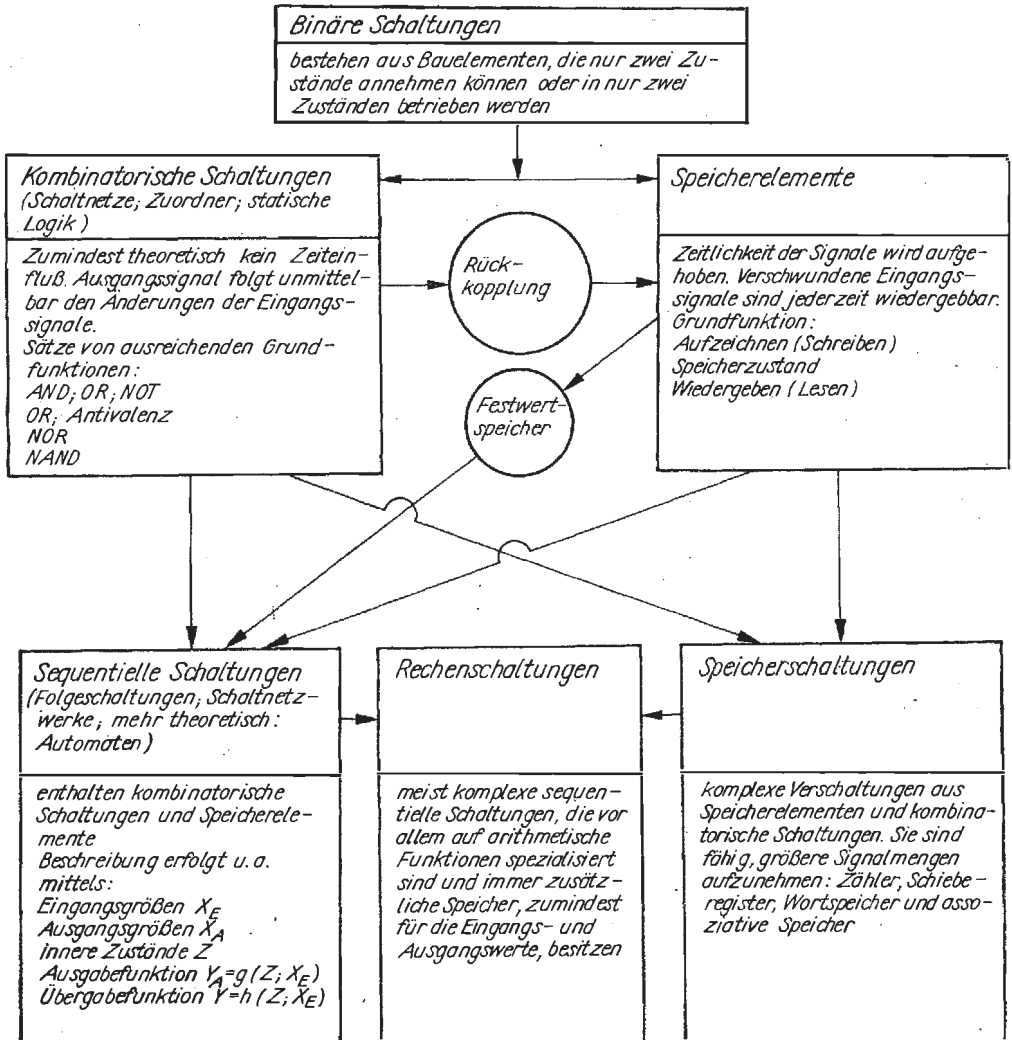 Binäre Schaltungen
bestehen aus Bauelementen, die nur zwei Zu-
stände annehmen können oder in nur zwei
Zuständen betrieben werden
Kombinatorische Schaltungen
(Schaltnetze; Zuordner; statische
Logik)
Zumindest theoretisch kein Zeitein-
fluß. Ausgangssignal folgt unmittel-
bar den Änderungen der Eingangs-
signale.
Sätze von ausreichenden Grund-
funktionen:
AND; OR; NOT
OR; Antivalenz
NOR
NAND
Rück-
kopplung
Festwert-
speicher
Speicherelemente
Zeitlichkeit der Signale wird aufge-
hoben. Verschwundene Eingangs-
signale sind jederzeit wiedergebbar.
Grundfunktion:
Aufzeichnen (Schreiben)
Speicherzustand
Wiedergeben (Lesen)
Sequentielle Schaltungen
(Folgeschaltungen; Schaltnetz-
werke; mehr theoretisch:
Automaten)
enthalten kombinatorische
Schaltungen und Speicherele-
mente
Beschreibung erfolgt u. a.
mittels:
Eingangsgrößen X_E
Ausgangsgrößen X_A
innere Zustände Z
Ausgabefunktion Y_A=g(Z; X_E)
Übergabefunktion Y=h(Z; X_E)
Rechenschaltungen
meist komplexe sequen-
tielle Schaltungen, die vor
allem auf arithmetische
Funktionen spezialisiert
sind und immer zusätz-
liche Speicher, zumindest
für die Eingangs- und
Ausgangswerte, besitzen
Speicherschaltungen
komplexe Verschaltungen aus
Speicherelementen und kombina-
torische Schaltungen. Sie sind
fähig, größere Signalmengen
aufzunehmen: Zähler, Schiebe-
register, Wortspeicher und asso-
ziative Speicher